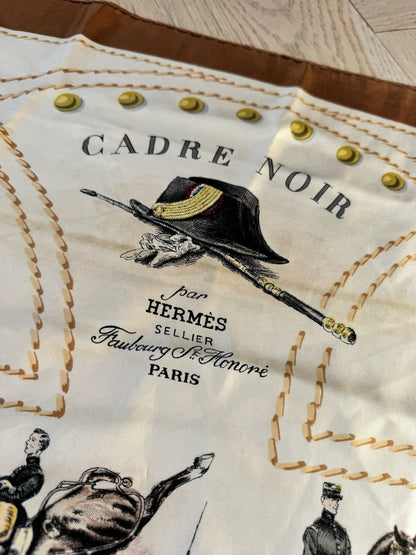 CADRE NOIR
par
HERMÈS
SELLIER
Faubourg St. Honoré
PARIS